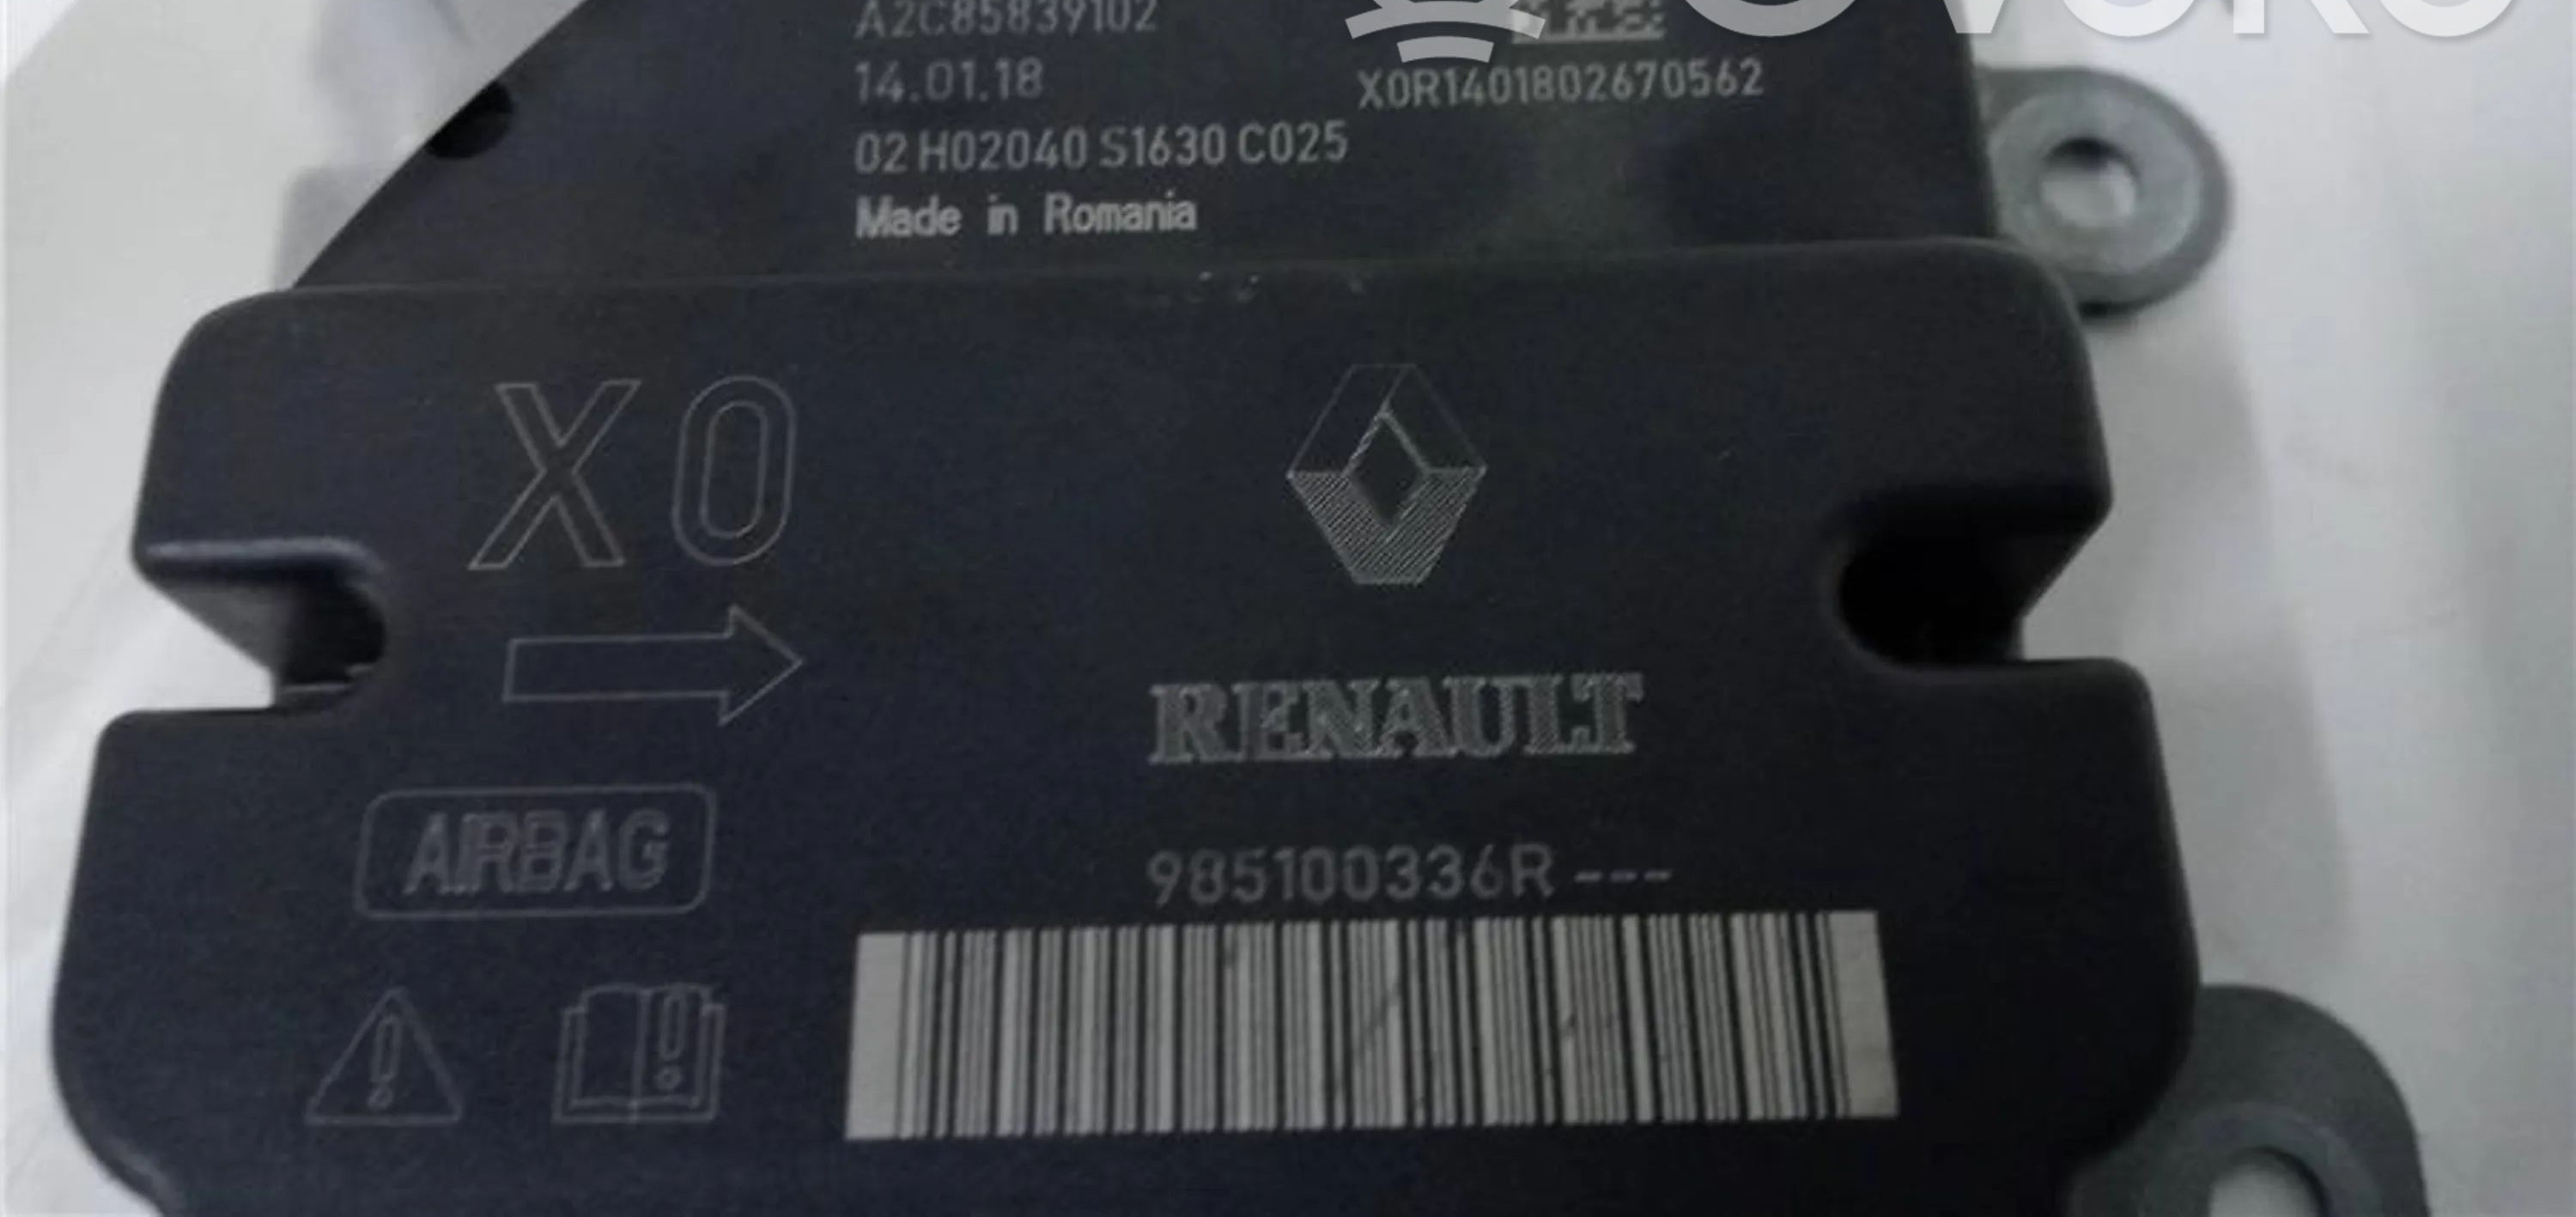 A2C85839102
14.01.18
X0R1401802670562
02 H02040 S1630 C025
Made in Romania
X0
RENAULT
985100336R ---
AIRBAG